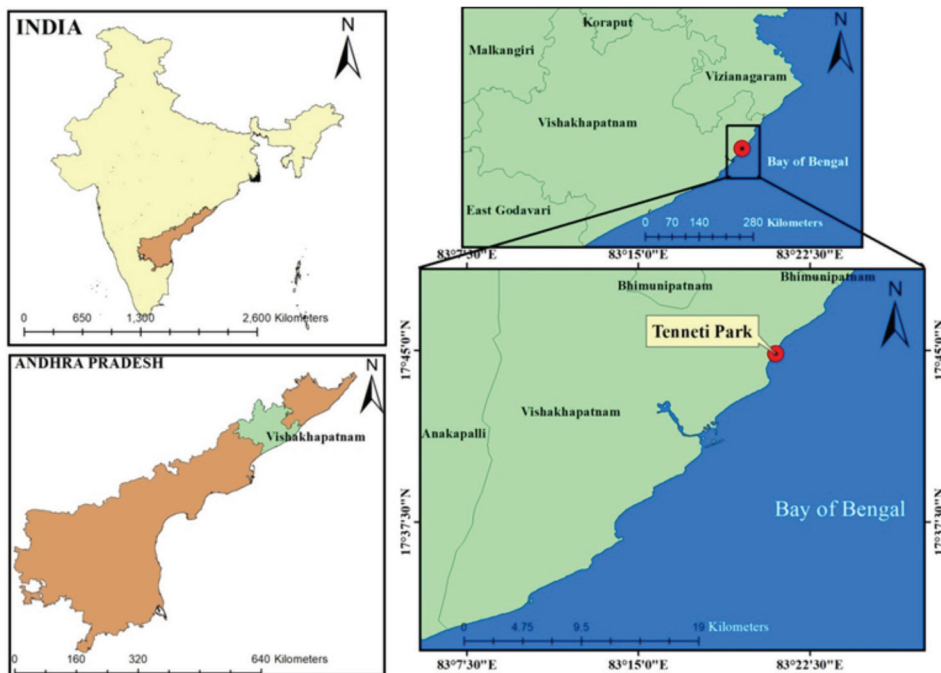 INDIA
N
0 650 1,300 2,600 Kilometers
ANDHRA PRADESH
N
Vishakhapatnam
0 160 320 640 Kilometers
Koraput
N
Malkangiri
Vizianagaram
Vishakhapatnam
Bay of Bengal
East Godavari
0 70 140 280 Kilometers
83°7'30"E 83°15'0"E 83°22'30"E
Bhimunipatnam
Bhimunipatnam
N
Tenneti Park
17°45'0"N
17°45'0"N
Vishakhapatnam
Anakapalli
Bay of Bengal
17°37'30"N
17°37'30"N
0 4.75 9.5 19 Kilometers
83°7'30"E 83°15'0"E 83°22'30"E